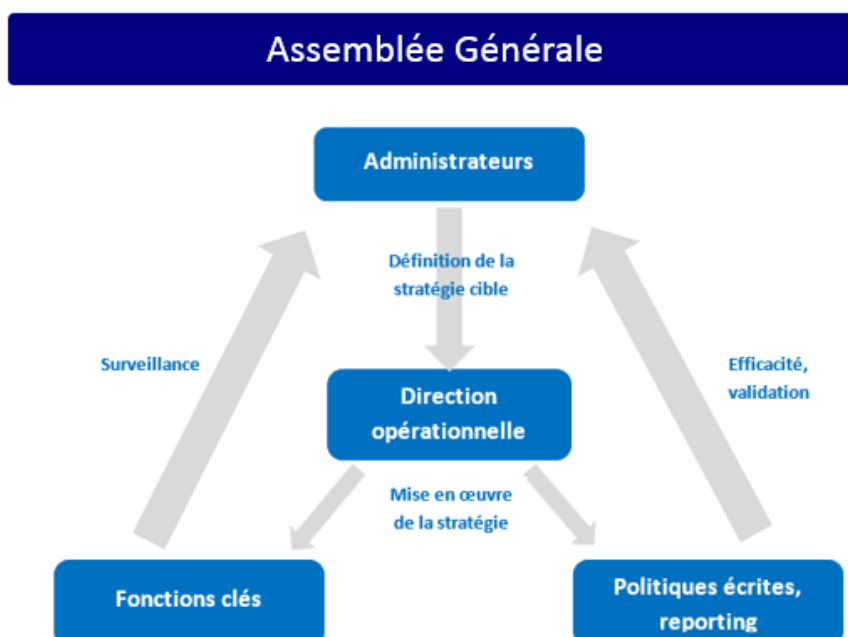 Assemblée Générale
Administrateurs
Définition de la
stratégie cible
Surveillance
Efficacité,
validation
Direction
opérationnelle
Mise en œuvre
de la stratégie
Fonctions clés
Politiques écrites,
reporting